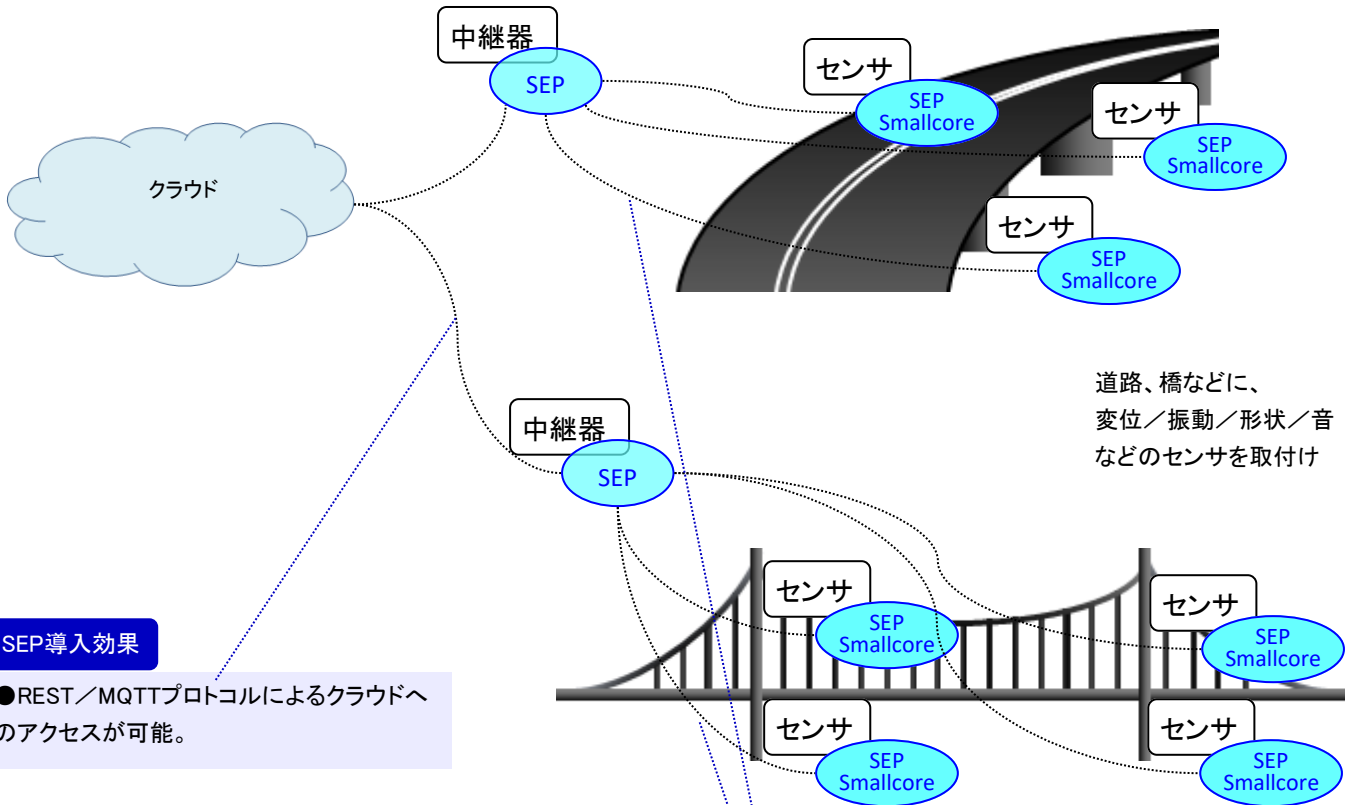 中継器
SEP
センサ
SEP
Smallcore
センサ
SEP
Smallcore
クラウド
センサ
SEP
Smallcore
道路、橋などに、
変位／振動／形状／音
などのセンサを取付け
中継器
SEP
センサ
SEP
Smallcore
センサ
SEP
Smallcore
SEP導入効果
●REST／MQTTプロトコルによるクラウドへ
のアクセスが可能。
センサ
SEP
Smallcore
センサ
SEP
Smallcore